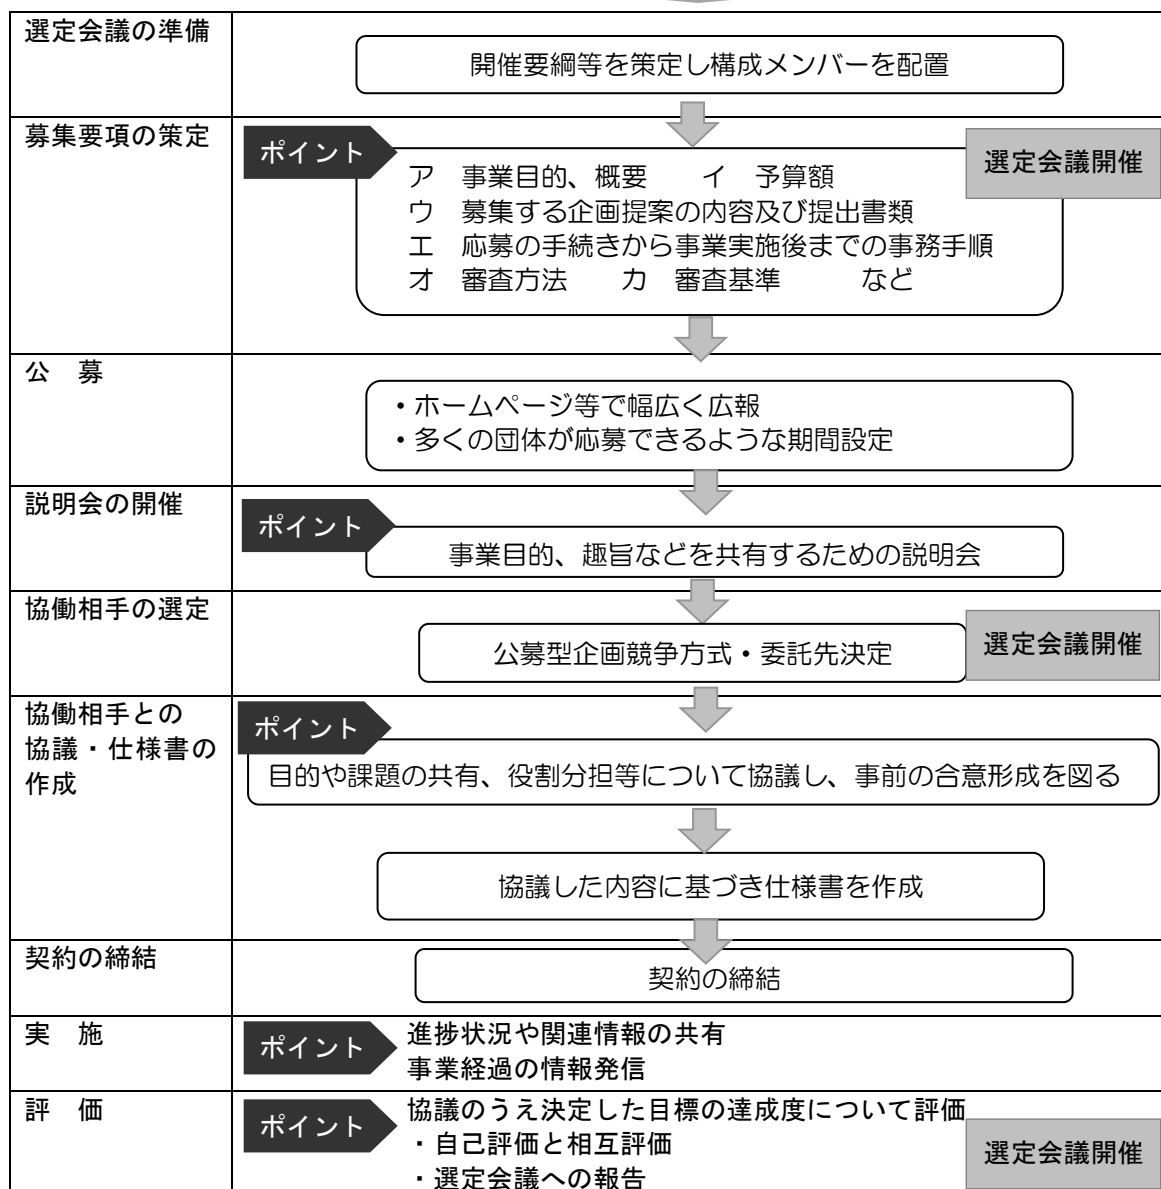 選定会議の準備
開催要綱等を策定し構成メンバーを配置
募集要項の策定
ポイント
選定会議開催
ア　事業目的、概要　　イ　予算額
ウ　募集する企画提案の内容及び提出書類
エ　応募の手続きから事業実施後までの事務手順
オ　審査方法　　カ　審査基準　　　など
公　募
・ホームページ等で幅広く広報
・多くの団体が応募できるような期間設定
説明会の開催
ポイント
事業目的、趣旨などを共有するための説明会
協働相手の選定
公募型企画競争方式・委託先決定
選定会議開催
協働相手との
協議・仕様書の
作成
ポイント
目的や課題の共有、役割分担等について協議し、事前の合意形成を図る
協議した内容に基づき仕様書を作成
契約の締結
契約の締結
実　施
ポイント
進捗状況や関連情報の共有
事業経過の情報発信
評　価
ポイント
協議のうえ決定した目標の達成度について評価
・自己評価と相互評価
・選定会議への報告
選定会議開催